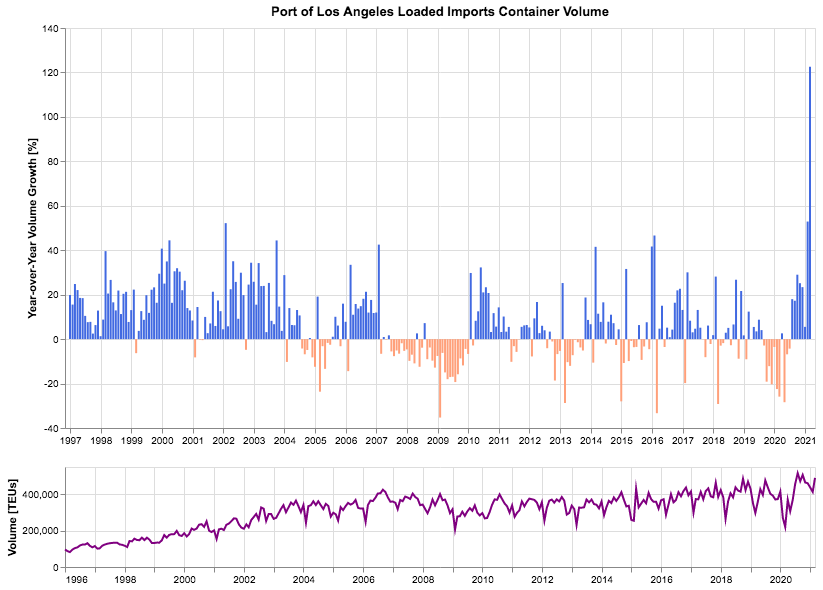 Port of Los Angeles Loaded Imports Container Volume
Year-over-Year Volume Growth [%]
140
120
100
80
60
40
20
0
-20
-40
1997 1998 1999 2000 2001 2002 2003 2004 2005 2006 2007 2008 2009 2010 2011 2012 2013 2014 2015 2016 2017 2018 2019 2020 2021
Volume [TEUs]
400,000
200,000
0
1996 1998 2000 2002 2004 2006 2008 2010 2012 2014 2016 2018 2020